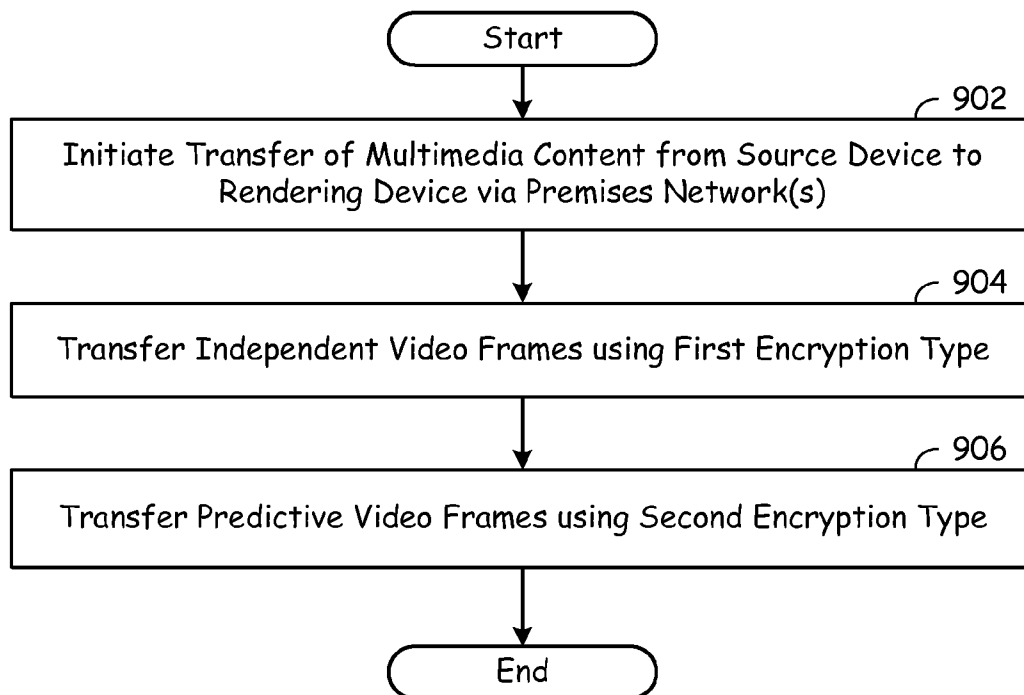 Start
902
Initiate Transfer of Multimedia Content from Source Device to
Rendering Device via Premises Network(s)
904
Transfer Independent Video Frames using First Encryption Type
906
Transfer Predictive Video Frames using Second Encryption Type
End